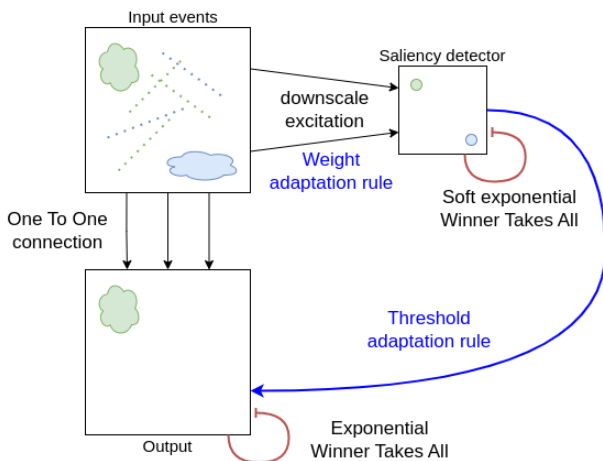 Input events
Saliency detector
downscale
excitation
Weight
adaptation rule
Soft exponential
Winner Takes All
One To One
connection
Threshold
adaptation rule
Exponential
Winner Takes All
Output